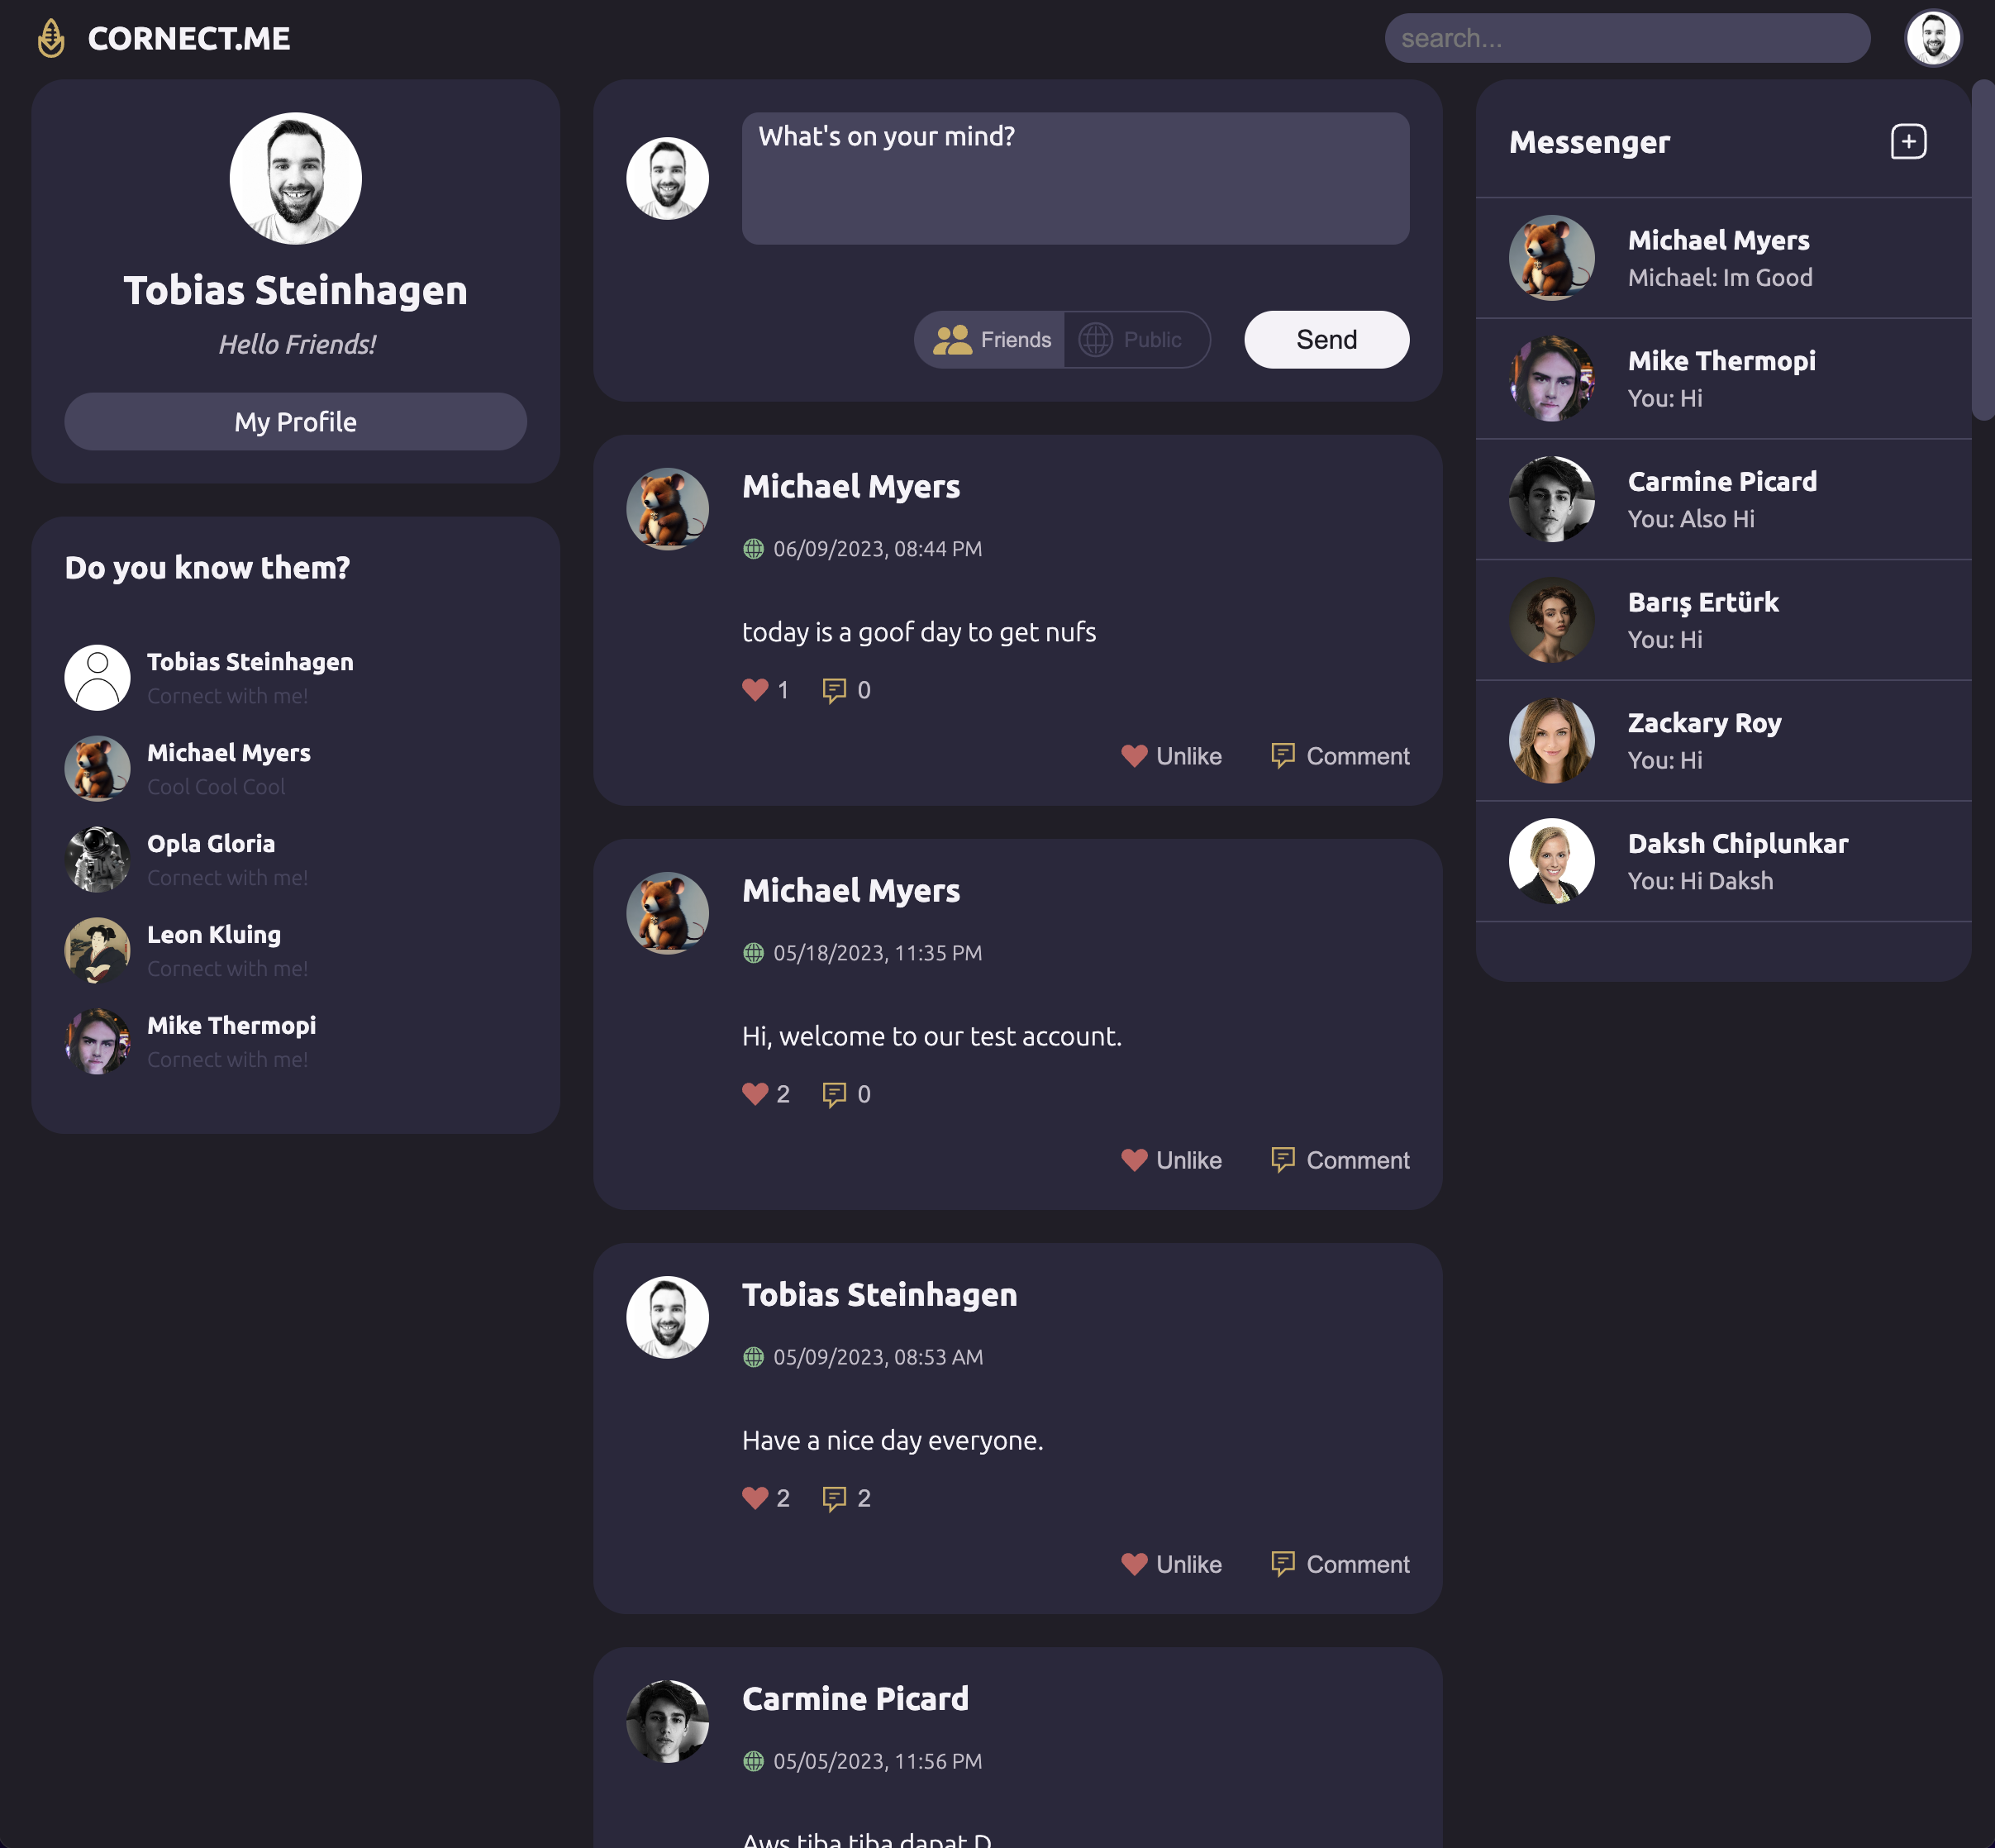 CORNECT.ME
search...
Tobias Steinhagen
Hello Friends!
My Profile
Do you know them?
Tobias Steinhagen
Cornect with me!
Michael Myers
Cool Cool Cool
Opla Gloria
Cornect with me!
Leon Kluing
Cornect with me!
Mike Thermopi
Cornect with me!
What's on your mind?
Friends
Public
Send
Michael Myers
06/09/2023, 08:44 PM
today is a goof day to get nufs
1 0
Unlike Comment
Michael Myers
05/18/2023, 11:35 PM
Hi, welcome to our test account.
2 0
Unlike Comment
Tobias Steinhagen
05/09/2023, 08:53 AM
Have a nice day everyone.
2 2
Unlike Comment
Carmine Picard
05/05/2023, 11:56 PM
Aws tiba tiba dapat D
Messenger
Michael Myers
Michael: Im Good
Mike Thermopi
You: Hi
Carmine Picard
You: Also Hi
Barış Ertürk
You: Hi
Zackary Roy
You: Hi
Daksh Chiplunkar
You: Hi Daksh